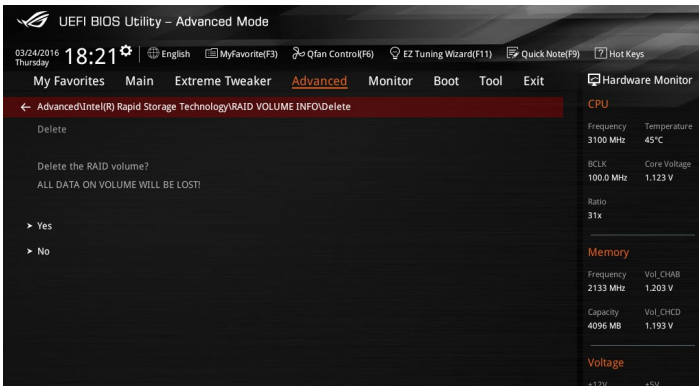 UEFI BIOS Utility – Advanced Mode
03/24/2016 Thursday 18:21 English MyFavorite(F3) Qfan Control(F6) EZ Tuning Wizard(F11) Quick Note(F9) ? Hot Keys
My Favorites Main Extreme Tweaker Advanced Monitor Boot Tool Exit
Hardware Monitor
← Advanced\Intel(R) Rapid Storage Technology\RAID VOLUME INFO\Delete
Delete
Delete the RAID volume?
ALL DATA ON VOLUME WILL BE LOST!
> Yes
> No
CPU
Frequency Temperature
3100 MHz 45°C
BCLK Core Voltage
100.0 MHz 1.123 V
Ratio
31x
Memory
Frequency Vol_CHAB
2133 MHz 1.203 V
Capacity Vol_CHCD
4096 MB 1.193 V
Voltage
+12V +5V